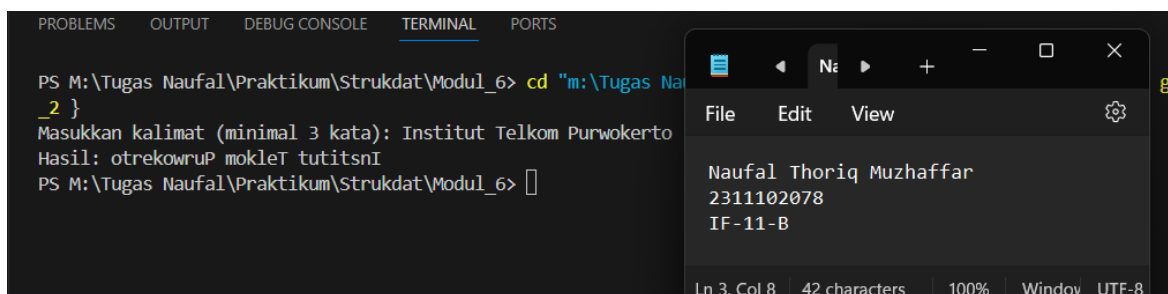 PROBLEMS OUTPUT DEBUG CONSOLE TERMINAL PORTS
PS M:\Tugas Naufal\Praktikum\Strukdat\Modul_6> cd "m:\Tugas Nau g
_2 }
Masukkan kalimat (minimal 3 kata): Institut Telkom Purwokerto
Hasil: otrekowruP mokleT tutitsnI
PS M:\Tugas Naufal\Praktikum\Strukdat\Modul_6>
Na
File Edit View
Naufal Thoriq Muzhaffar
2311102078
IF-11-B
Ln 3, Col 8 42 characters 100% Window UTF-8